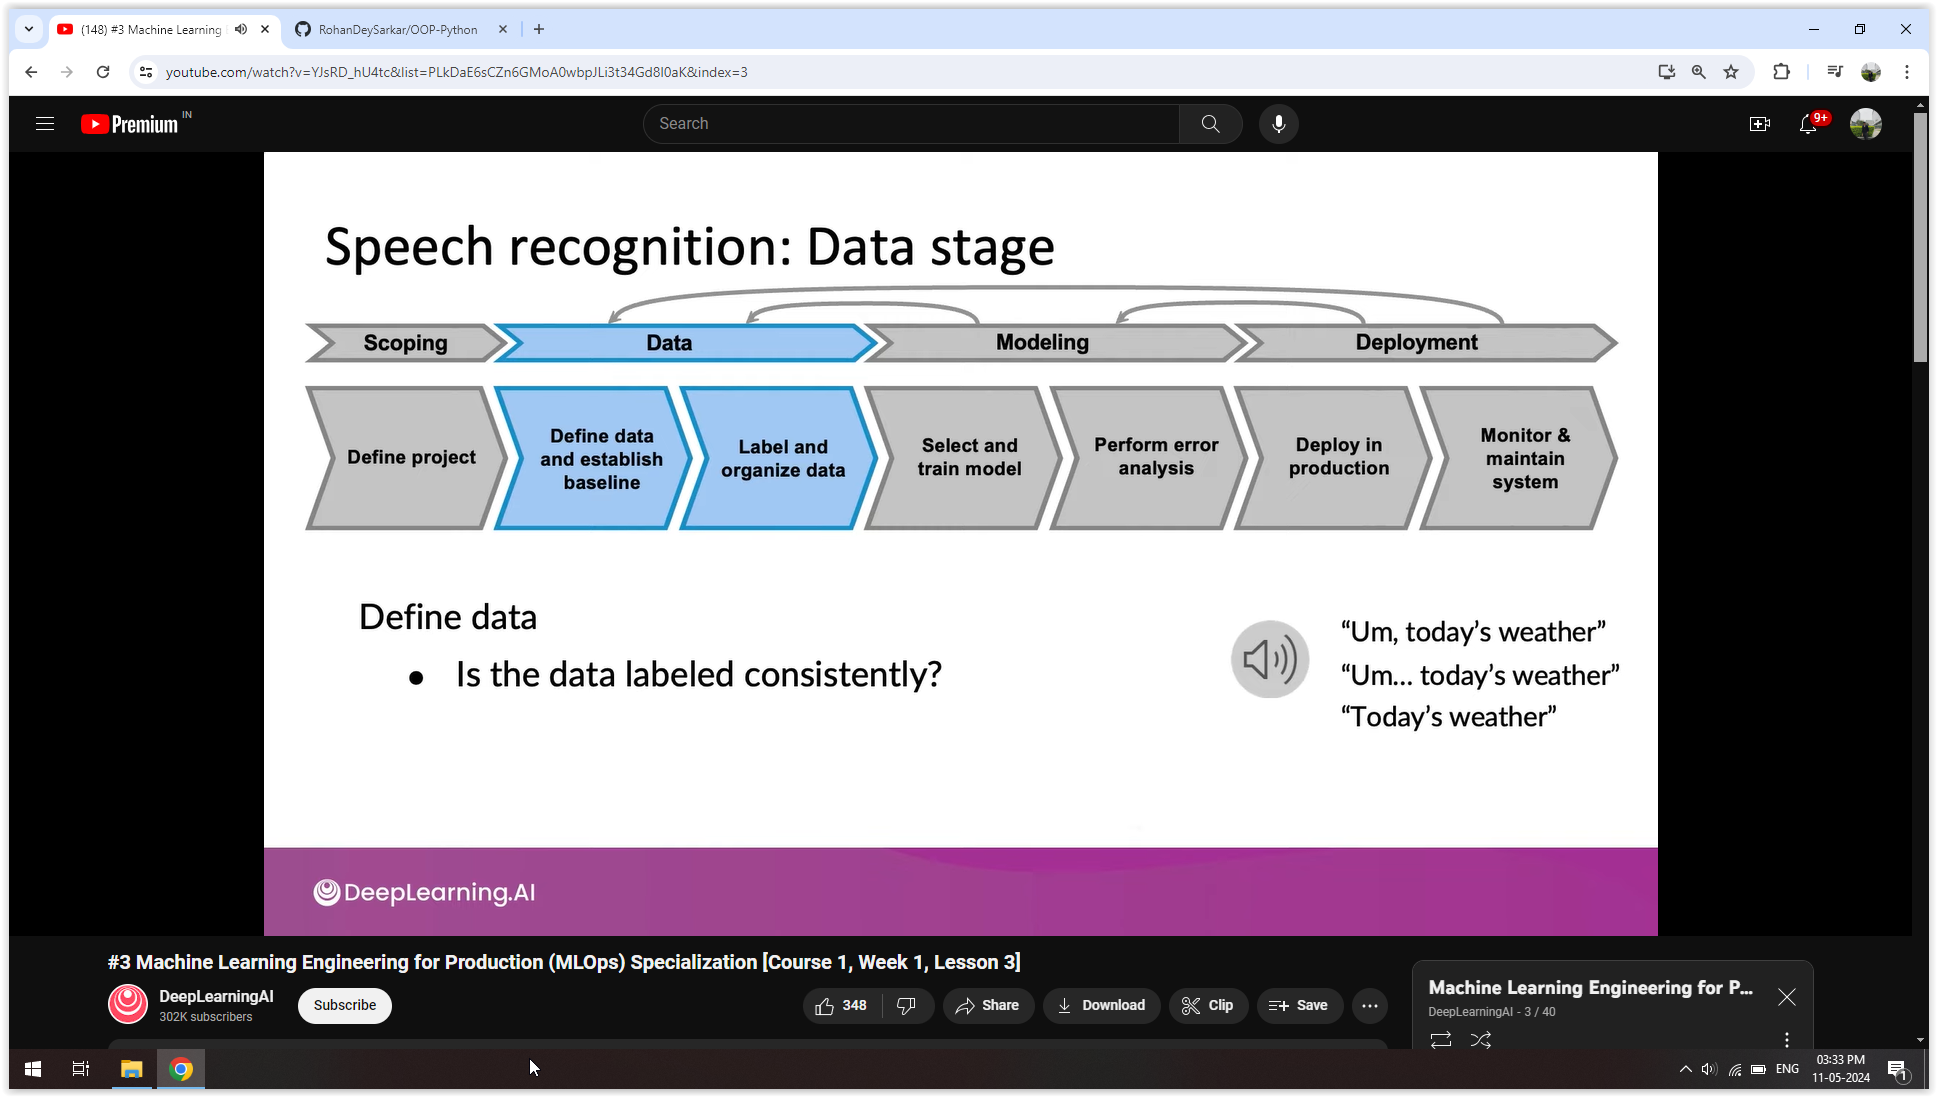 (148) #3 Machine Learning
RohanDeySarkar/OOP-Python
youtube.com/watch?v=YJsRD_hU4tc&list=PLkDaE6sCZn6GMoA0wbpJLi3t34Gd8l0aK&index=3
Premium IN
Search
9+
Speech recognition: Data stage
Scoping Data Modeling Deployment
Define project
Define data
and establish
baseline
Label and
organize data
Select and
train model
Perform error
analysis
Deploy in
production
Monitor &
maintain
system
Define data
• Is the data labeled consistently?
“Um, today’s weather”
“Um... today’s weather”
“Today’s weather”
DeepLearning.AI
#3 Machine Learning Engineering for Production (MLOps) Specialization [Course 1, Week 1, Lesson 3]
DeepLearningAI
302K subscribers
Subscribe
348
Share
Download
Clip
Save
Machine Learning Engineering for P...
DeepLearningAI - 3 / 40
ENG
03:33 PM
11-05-2024
1